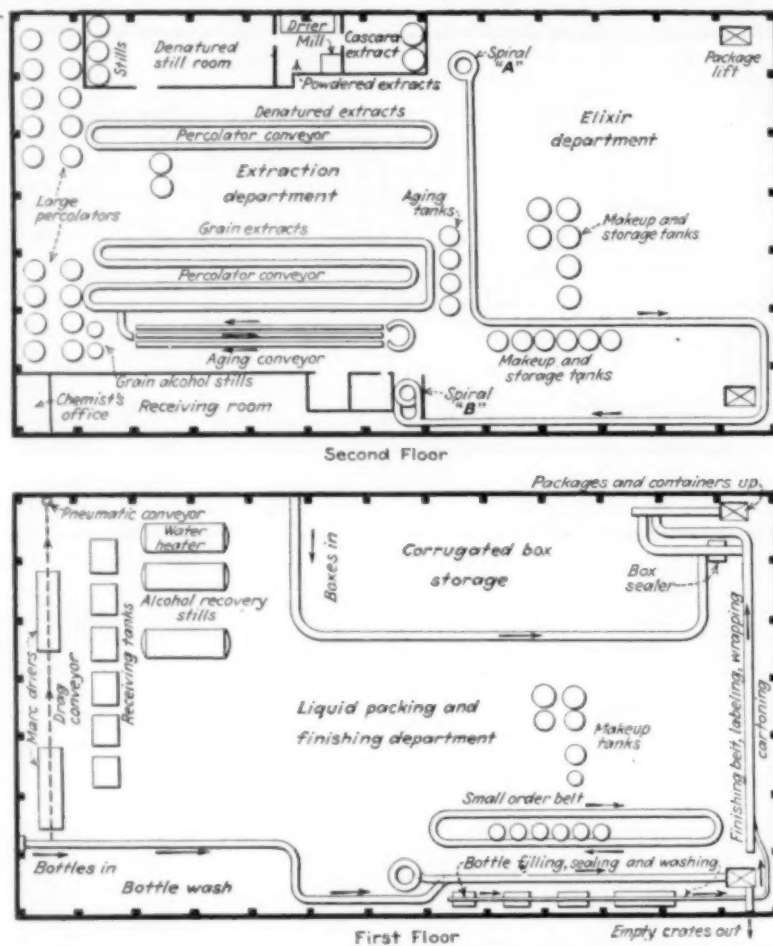 Stills
Denatured
still room
Drier
Mill
Cascara
extract
Powdered extracts
Spiral
"A"
Package
lift
Denatured extracts
Percolator conveyor
Elixir
department
Extraction
department
Large
percolators
Aging
tanks
Makeup and
storage tanks
Grain extracts
Percolator conveyor
Aging conveyor
Makeup and
storage tanks
Grain alcohol stills
Chemist's
office
Receiving room
Spiral
"B"
Second Floor
Packages and containers up
Pneumatic conveyor
Water
heater
Boxes in
Corrugated box
storage
Box
sealer
Alcohol recovery
stills
Marc driers
Drag
conveyor
Receiving tanks
Liquid packing and
finishing department
Makeup
tanks
Finishing belt, labeling, wrapping
cartoning
Small order belt
Bottles in
Bottle wash
Bottle filling, sealing and washing
Empty crates out
First Floor